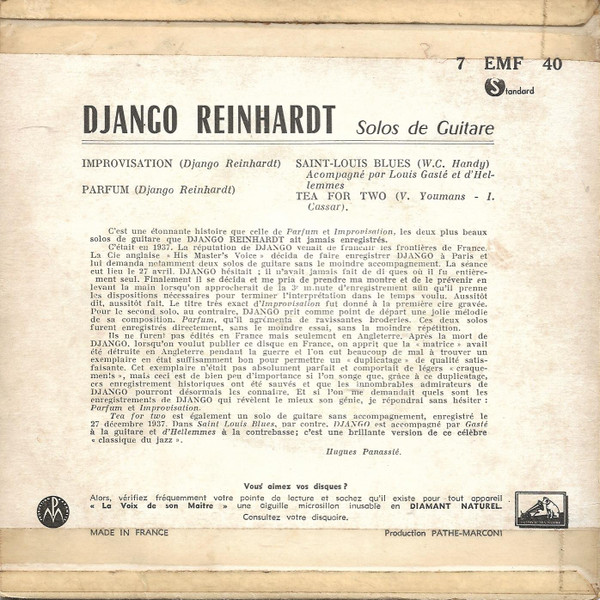 7 EMF 40
Standard
DJANGO REINHARDT Solos de Guitare
IMPROVISATION (Django Reinhardt)
PARFUM (Django Reinhardt)
SAINT-LOUIS BLUES (W.C. Handy)
Acompagné par Louis Gasté et d'Hel-
lemmes
TEA FOR TWO (V. Youmans - I.
Cassar).
C'est une étonnante histoire que celle de Parfum et Improvisation, les deux plus beaux
solos de guitare que DJANGO REINHARDT ait jamais enregistrés.
C'était en 1937. La réputation de DJANGO venait de franchir les frontières de France.
La Cie anglaise « His Master's Voice » décida de faire enregistrer DJANGO à Paris et
lui demanda notamment deux solos de guitare sans le moindre accompagnement. La séance
eut lieu le 27 avril. DJANGO hésitait ; il n'avait jamais fait de di ques où il fu entière-
ment seul. Finalement il se décida et me pria de prendre ma montre et de le prévenir en
levant la main lorsqu'on approcherait de la 3e m.nute d'enregistrement afin qu'il prenne
les dispositions nécessaires pour terminer l'interprétation dans le temps voulu. Aussitôt
dit, aussitôt fait. Le titre très exact d'Improvisation fut donné à la première cire gravée.
Pour le second solo, au contraire, DJANGO prit comme point de départ une jolie mélodie
de sa composition, Parfum, qu'il agrémenta de ravissantes broderies. Ces deux solos
furent enregistrés directement, sans le moindre essai, sans la moindre répétition.
Ils ne furent pas édités en France mais seulement en Angleterre. Après la mort de
DJANGO, lorsqu'on voulut publier ce disque en France, on apprit que la « matrice » avait
été détruite en Angleterre pendant la guerre et l'on eut beaucoup de mal à trouver un
exemplaire en état suffisamment bon pour permettre un « duplicatage » de qualité satis-
faisante. Cet exemplaire n'était pas absolument parfait et comportait de légers « craque-
ments », mais ceci est de bien peu d'importance si l'on songe que, grâce à ce duplicatage,
ces enregistrement historiques ont été sauvés et que les innombrables admirateurs de
DJANGO pourront désormais les connaître. Et si l'on me demandait quels sont les
enregistrements de DJANGO qui révèlent le mieux son génie, je répondrai sans hésiter :
Parfum et Improvisation.
Tea for two est également un solo de guitare sans accompagnement, enregistré le
27 décembre 1937. Dans Saint Louis Blues, par contre, DJANGO est accompagné par Gasté
à la guitare et d'Hellemmes à la contrebasse; c'est une brillante version de ce célèbre
« classique du jazz ».
Hugues Panassié.
Vous aimez vos disques ?
Alors, vérifiez fréquemment votre pointe de lecture et sachez qu'il existe pour tout appareil
« La Voix de son Maître » une aiguille microsillon inusable en DIAMANT NATUREL.
Consultez votre disquaire.
MADE IN FRANCE
Production PATHE-MARCONI